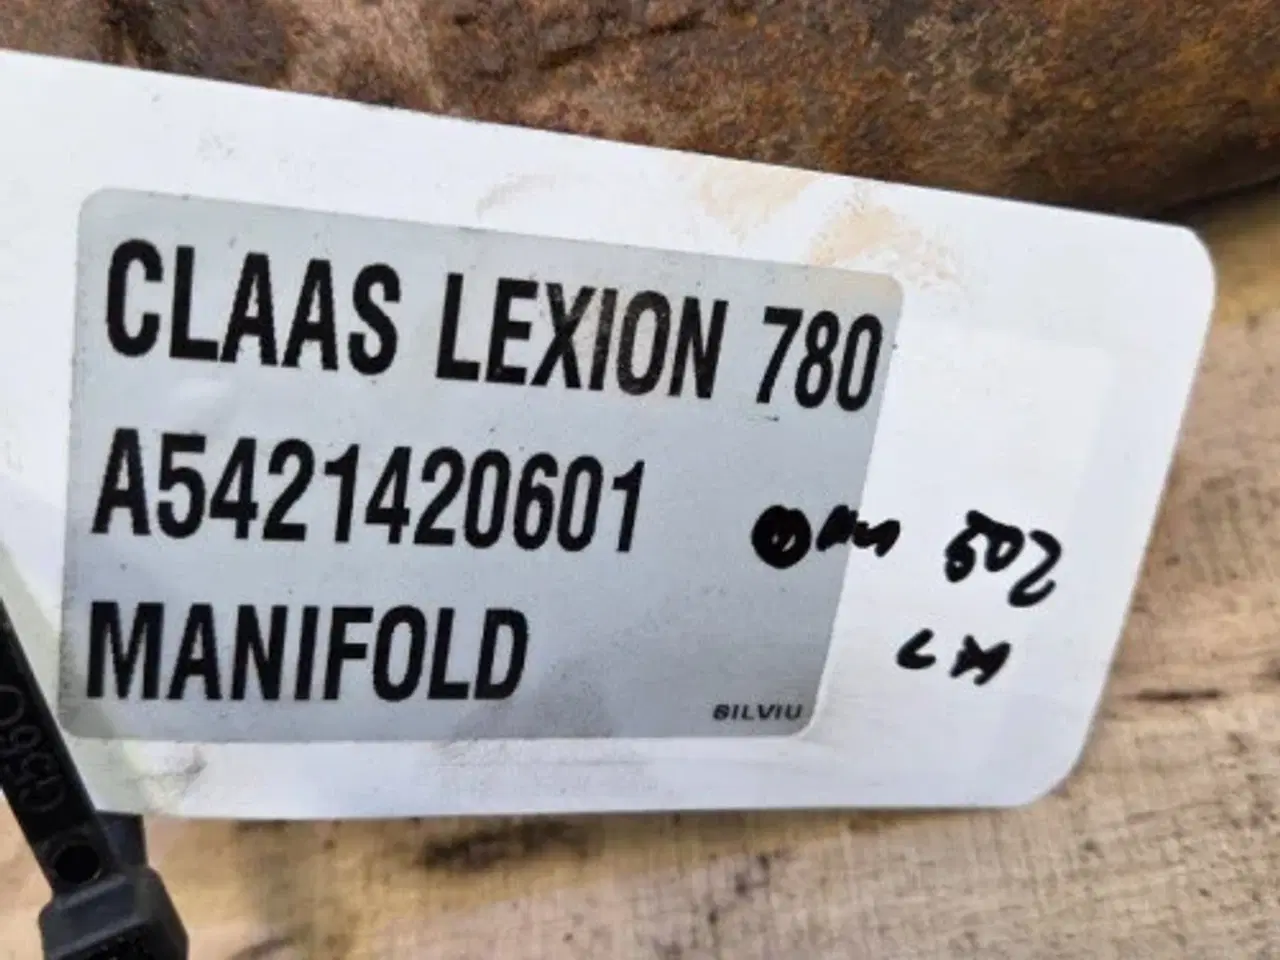 CLAAS LEXION 780
A5421420601
MANIFOLD
SILVIU